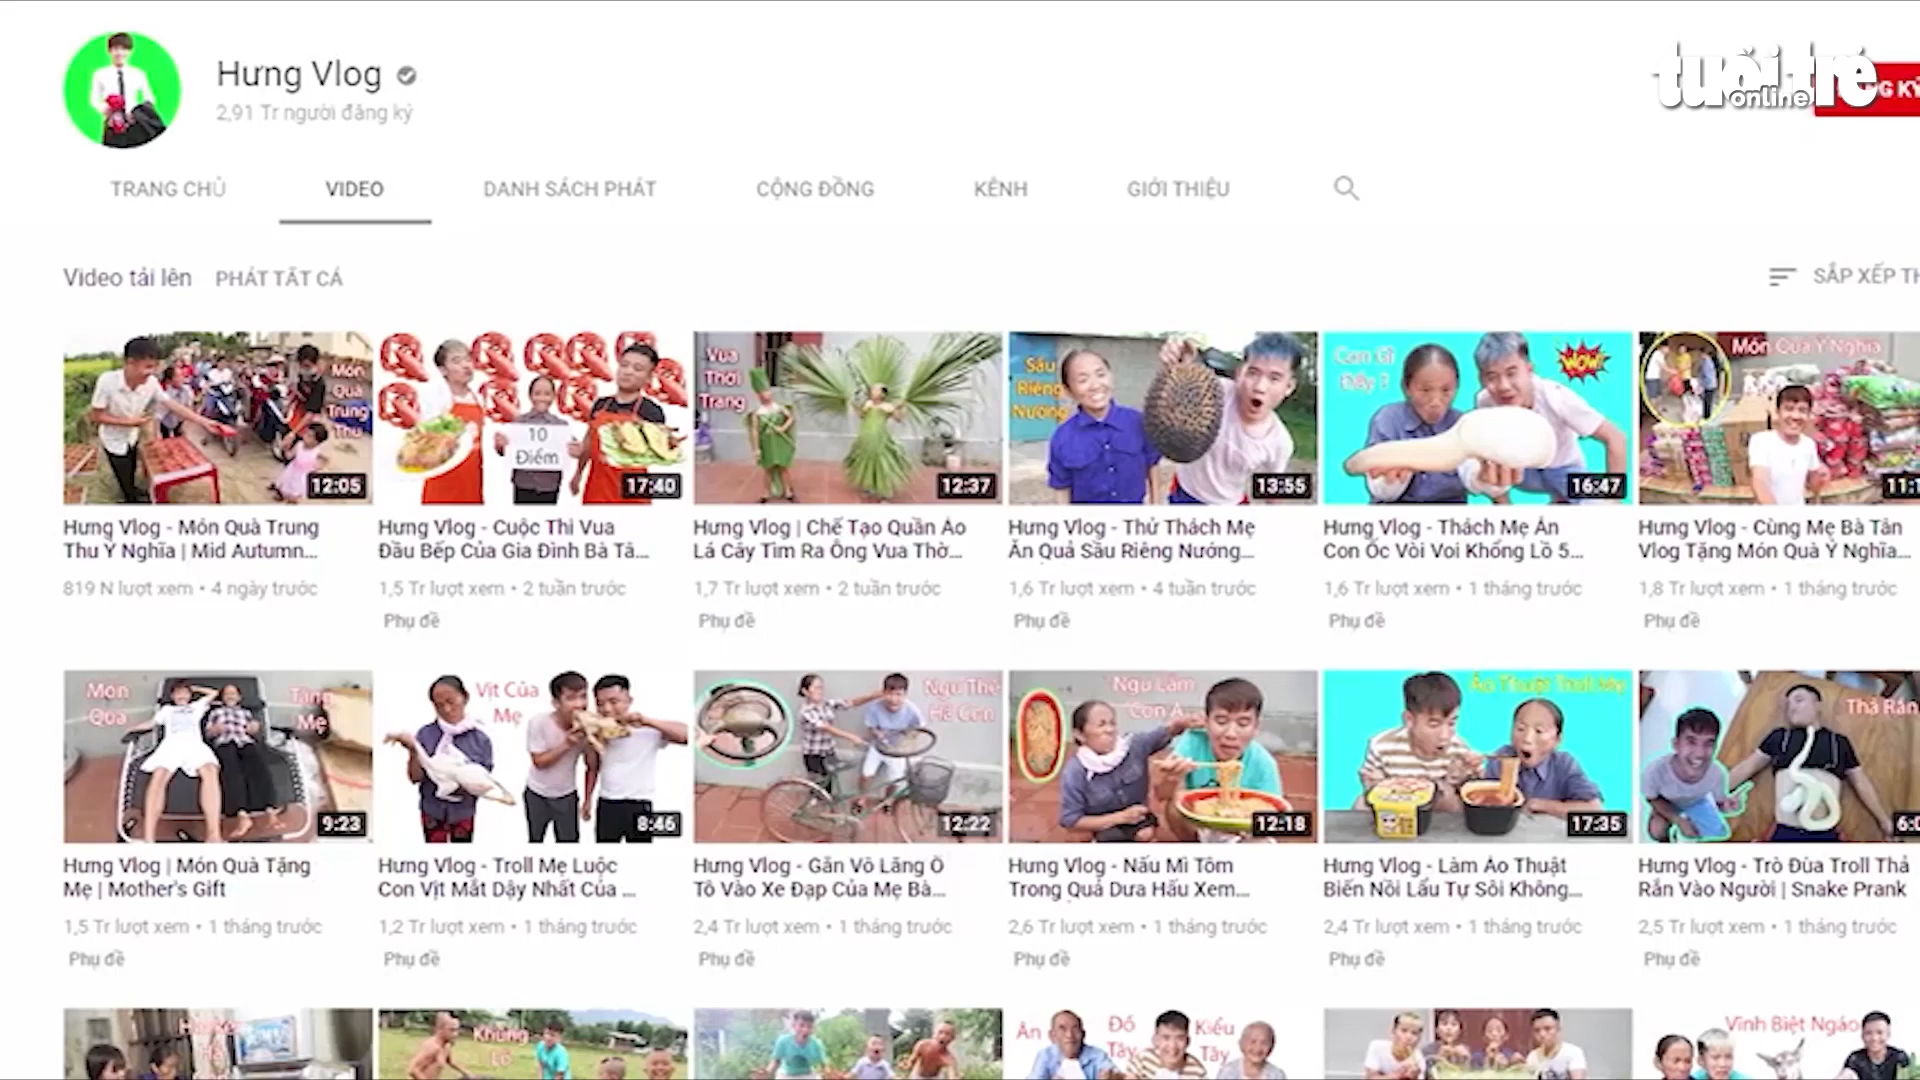 Hưng Vlog
2,91 Tr người đăng ký
tuổi trẻ
online
TRANG CHỦ
VIDEO
DANH SÁCH PHÁT
CỘNG ĐỒNG
KÊNH
GIỚI THIỆU
Video tải lên
PHÁT TẤT CẢ
SẮP XẾP TH
Món
Quà
Trung
Thu
12:05
Hưng Vlog - Món Quà Trung
Thu Ý Nghĩa | Mid Autumn...
819 N lượt xem • 4 ngày trước
10
Điểm
17:40
Hưng Vlog - Cuộc Thi Vua
Đầu Bếp Của Gia Đình Bà Tâ...
1,5 Tr lượt xem • 2 tuần trước
Phụ đề
Vua
Thời
Trang
12:37
Hưng Vlog | Chế Tạo Quần Áo
Lá Cây Tìm Ra Ông Vua Thờ...
1,7 Tr lượt xem • 2 tuần trước
Phụ đề
Sầu
Riêng
Nướng
13:55
Hưng Vlog - Thử Thách Mẹ
Ăn Quả Sầu Riêng Nướng...
1,6 Tr lượt xem • 4 tuần trước
Phụ đề
Con Gì
Đây ?
WOW!
16:47
Hưng Vlog - Thách Mẹ Ăn
Con Ốc Vòi Voi Khổng Lồ 5...
1,6 Tr lượt xem • 1 tháng trước
Phụ đề
Món Quà Ý Nghĩa
11:1
Hưng Vlog - Cùng Mẹ Bà Tân
Vlog Tặng Món Quà Ý Nghĩa...
1,8 Tr lượt xem • 1 tháng trước
Phụ đề
Món
Quà
Tặng
Mẹ
9:23
Hưng Vlog | Món Quà Tặng
Mẹ | Mother's Gift
1,5 Tr lượt xem • 1 tháng trước
Phụ đề
Vịt Của
Mẹ
8:46
Hưng Vlog - Troll Mẹ Luộc
Con Vịt Mất Dậy Nhất Của ...
1,2 Tr lượt xem • 1 tháng trước
Phụ đề
Ngu Thế
Hả Con
12:22
Hưng Vlog - Gắn Vô Lăng Ô
Tô Vào Xe Đạp Của Mẹ Bà...
2,4 Tr lượt xem • 1 tháng trước
Phụ đề
Ngu Lắm
Con Ạ
12:18
Hưng Vlog - Nấu Mì Tôm
Trong Quả Dưa Hấu Xem...
2,6 Tr lượt xem • 1 tháng trước
Phụ đề
Ảo Thuật Troll Mẹ
17:35
Hưng Vlog - Làm Ảo Thuật
Biến Nồi Lẩu Tự Sôi Không...
2,4 Tr lượt xem • 1 tháng trước
Phụ đề
Thả Rắn
6:0
Hưng Vlog - Trò Đùa Troll Thả
Rắn Vào Người | Snake Prank
2,5 Tr lượt xem • 1 tháng trước
Phụ đề
Khủng
Lồ
Ăn
Đồ
Tây
Kiểu
Tây
Vĩnh Biệt Ngáo